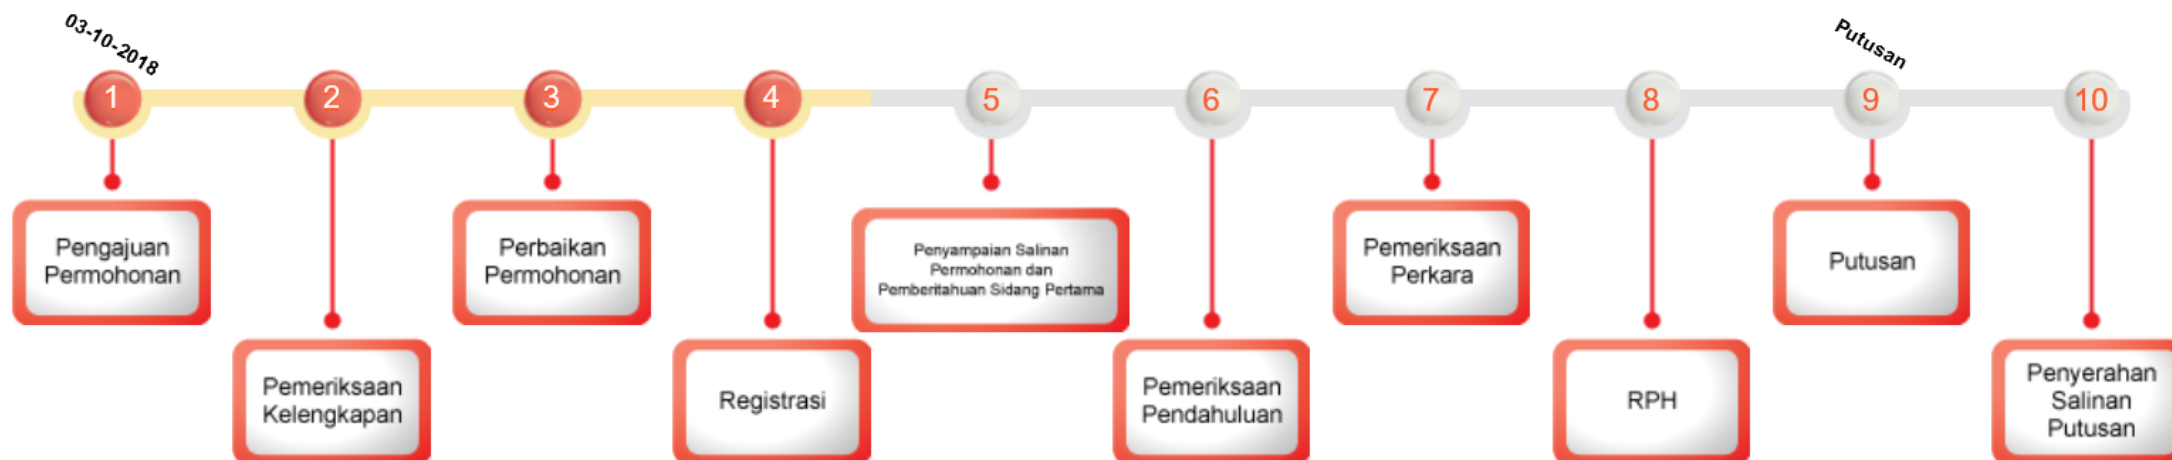 03-10-2018
Putusan
1
2
3
4
5
6
7
8
9
10
Pengajuan
Permohonan
Pemeriksaan
Kelengkapan
Perbaikan
Permohonan
Registrasi
Penyampaian Salinan
Permohonan dan
Pemberitahuan Sidang Pertama
Pemeriksaan
Pendahuluan
Pemeriksaan
Perkara
RPH
Putusan
Penyerahan
Salinan
Putusan